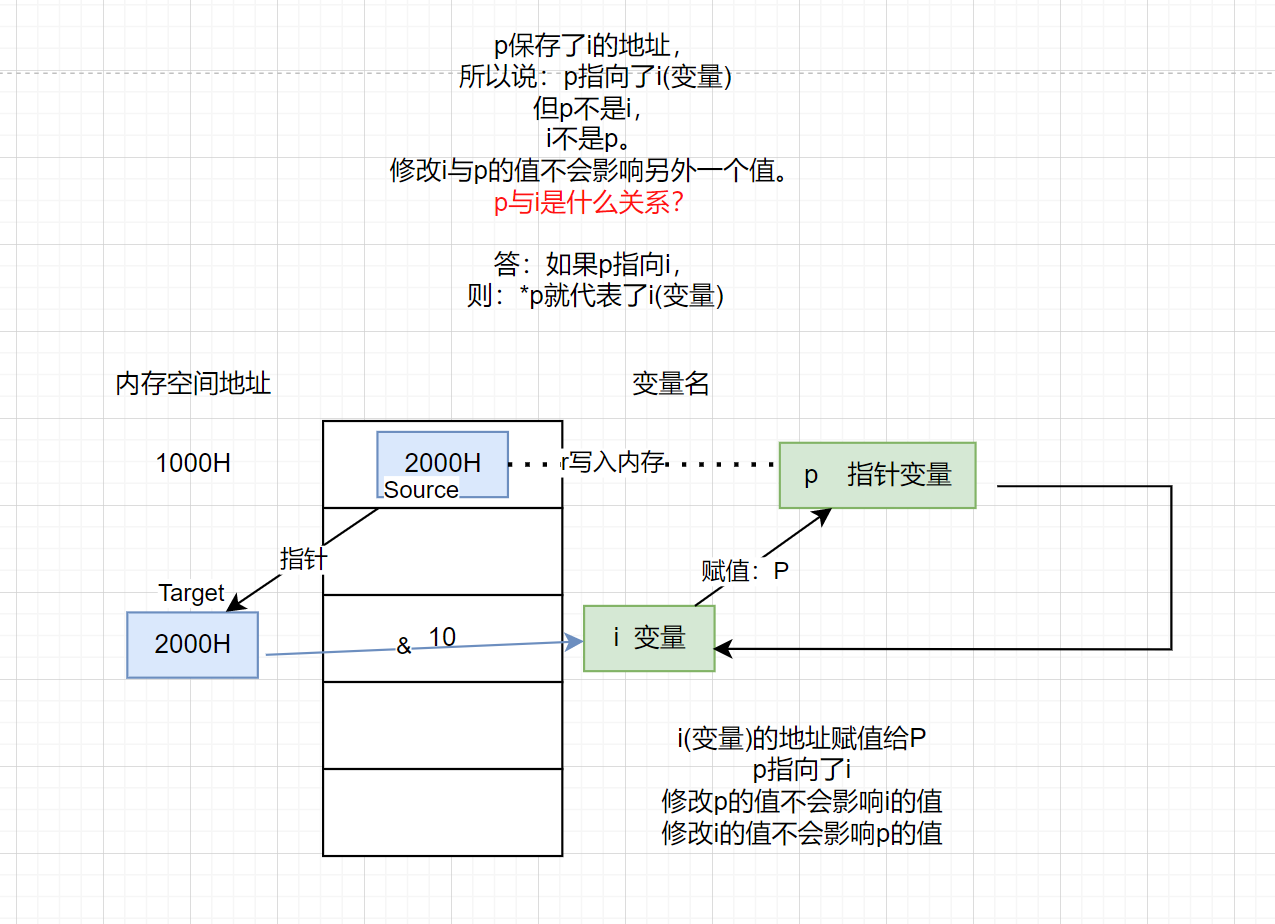 p保存了i的地址，
所以说：p指向了i(变量)
但p不是i，
i不是p。
修改i与p的值不会影响另外一个值。
p与i是什么关系？
答：如果p指向i，
则：*p就代表了i(变量)
内存空间地址
变量名
1000H
2000H
Source
r写入内存
p 指针变量
指针
Target
2000H
赋值：P
& 10
i 变量
i(变量)的地址赋值给P
p指向了i
修改p的值不会影响i的值
修改i的值不会影响p的值